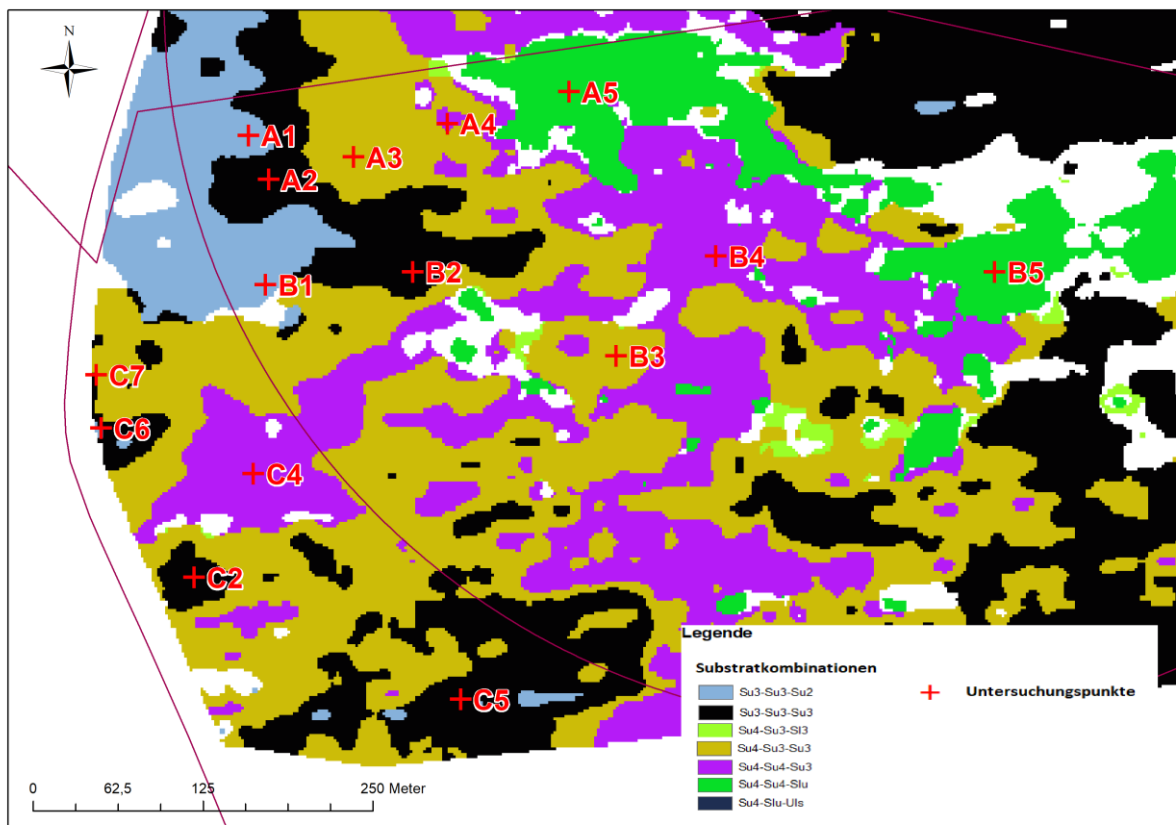 N
A5
A4
A1
A3
A2
B4
B1
B2
B5
B3
C7
C6
C4
C2
C5
Legende
Substratkombinationen
Su3-Su3-Su2
Untersuchungspunkte
Su3-Su3-Su3
Su4-Su3-Sl3
Su4-Su3-Su3
Su4-Su4-Su3
Su4-Su4-Slu
Su4-Slu-Uls
0 62,5 125 250 Meter